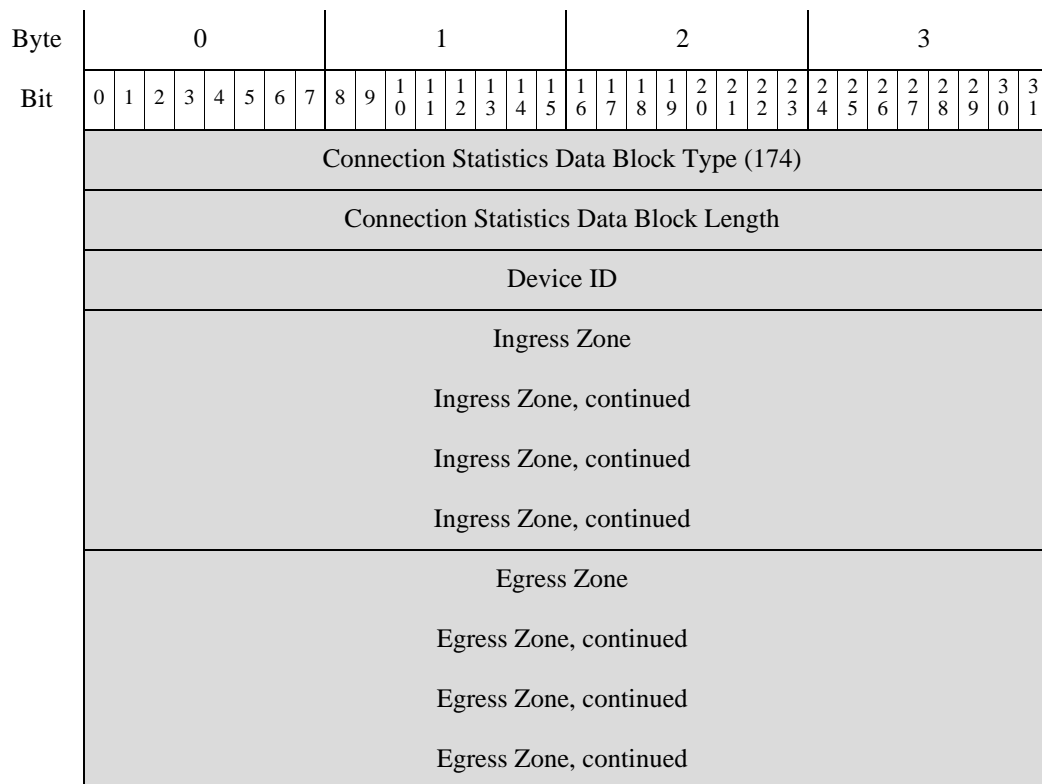 Byte 0 1 2 3
Bit 0 1 2 3 4 5 6 7 8 9 10 11 12 13 14 15 16 17 18 19 20 21 22 23 24 25 26 27 28 29 30 31
Connection Statistics Data Block Type (174)
Connection Statistics Data Block Length
Device ID
Ingress Zone
Ingress Zone, continued
Ingress Zone, continued
Ingress Zone, continued
Egress Zone
Egress Zone, continued
Egress Zone, continued
Egress Zone, continued